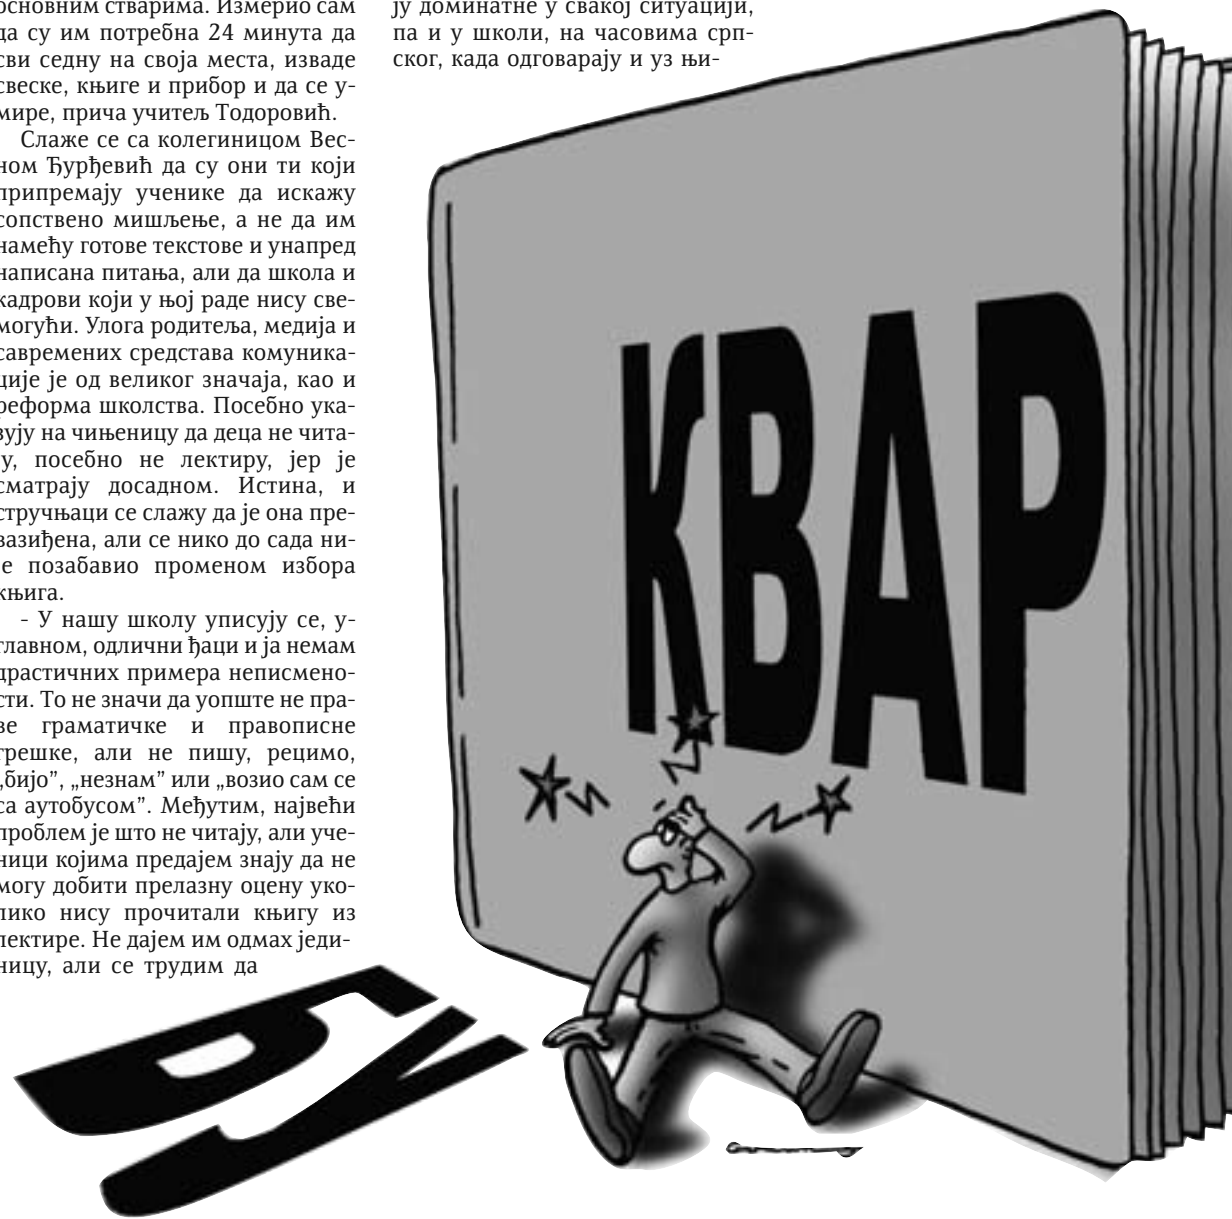 основним стварима. Измерио сам
да су им потребна 24 минута да
сви седну на своја места, изваде
свеске, књиге и прибор и да се у-
мире, прича учитељ Тодоровић.
Слаже се са колегиницом Вес-
ном Ђурђевић да су они ти који
припремају ученике да искажу
сопствено мишљење, а не да им
намећу готове текстове и унапред
написана питања, али да школа и
кадрови који у њој раде нису све-
могући. Улога родитеља, медија и
савремених средстава комуника-
ције је од великог значаја, као и
реформа школства. Посебно ука-
зују на чињеницу да деца не чита-
у, посебно не лектиру, јер је
сматрају досадном. Истина, и
стручњаци се слажу да је она пре-
вазиђена, али се нико до сада ни-
е позабавио променом избора
књига.
- У нашу школу уписују се, у-
главном, одлични ђаци и ја немам
драстичних примера неписмено-
сти. То не значи да уопште не пра-
ве граматичке и правописне
грешке, али не пишу, рецимо,
„бијо”, „незнам” или „возио сам се
са аутобусом”. Међутим, највећи
проблем је што не читају, али уче-
ници којима предајем знају да не
могу добити прелазну оцену уко-
лико нису прочитали књигу из
лектире. Не дајем им одмах једи-
ницу, али се трудим да
ју доминатне у свакој ситуацији,
па и у школи, на часовима срп-
ског, када одговарају и уз њи-
БУ
КВАР